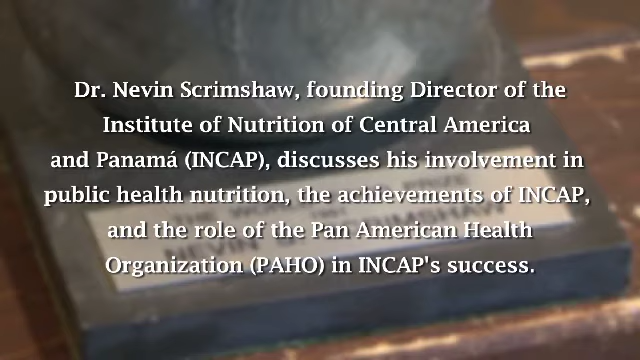 Dr. Nevin Scrimshaw, founding Director of the
Institute of Nutrition of Central America
and Panamá (INCAP), discusses his involvement in
public health nutrition, the achievements of INCAP,
and the role of the Pan American Health
Organization (PAHO) in INCAP's success.